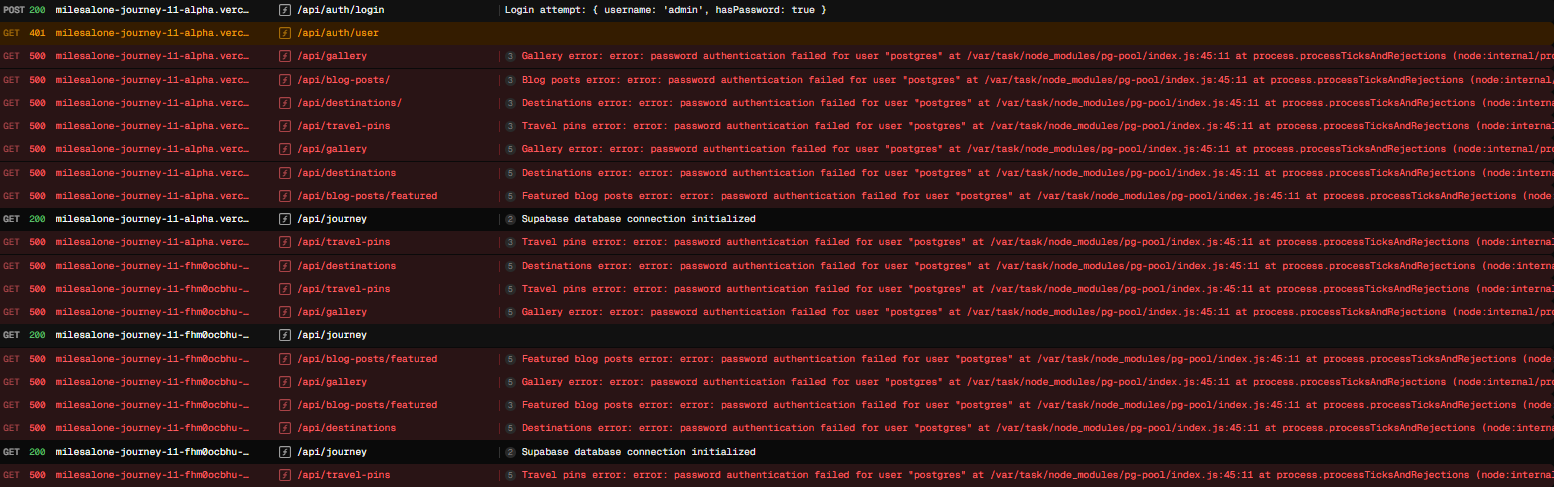 POST 200 milesalone-journey-11-alpha.verc… /api/auth/login Login attempt: { username: 'admin', hasPassword: true }
GET 401 milesalone-journey-11-alpha.verc… /api/auth/user
GET 500 milesalone-journey-11-alpha.verc… /api/gallery 3 Gallery error: error: password authentication failed for user "postgres" at /var/task/node_modules/pg-pool/index.js:45:11 at process.processTicksAndRejections (node:internal/pro
GET 500 milesalone-journey-11-alpha.verc… /api/blog-posts/ 3 Blog posts error: error: password authentication failed for user "postgres" at /var/task/node_modules/pg-pool/index.js:45:11 at process.processTicksAndRejections (node:internal/
GET 500 milesalone-journey-11-alpha.verc… /api/destinations/ 3 Destinations error: error: password authentication failed for user "postgres" at /var/task/node_modules/pg-pool/index.js:45:11 at process.processTicksAndRejections (node:interna
GET 500 milesalone-journey-11-alpha.verc… /api/travel-pins 3 Travel pins error: error: password authentication failed for user "postgres" at /var/task/node_modules/pg-pool/index.js:45:11 at process.processTicksAndRejections (node:internal
GET 500 milesalone-journey-11-alpha.verc… /api/gallery 5 Gallery error: error: password authentication failed for user "postgres" at /var/task/node_modules/pg-pool/index.js:45:11 at process.processTicksAndRejections (node:internal/pro
GET 500 milesalone-journey-11-alpha.verc… /api/destinations 5 Destinations error: error: password authentication failed for user "postgres" at /var/task/node_modules/pg-pool/index.js:45:11 at process.processTicksAndRejections (node:interna
GET 500 milesalone-journey-11-alpha.verc… /api/blog-posts/featured 5 Featured blog posts error: error: password authentication failed for user "postgres" at /var/task/node_modules/pg-pool/index.js:45:11 at process.processTicksAndRejections (node
GET 200 milesalone-journey-11-alpha.verc… /api/journey 2 Supabase database connection initialized
GET 500 milesalone-journey-11-alpha.verc… /api/travel-pins 3 Travel pins error: error: password authentication failed for user "postgres" at /var/task/node_modules/pg-pool/index.js:45:11 at process.processTicksAndRejections (node:internal
GET 500 milesalone-journey-11-fhm0ocbhu-… /api/destinations 5 Destinations error: error: password authentication failed for user "postgres" at /var/task/node_modules/pg-pool/index.js:45:11 at process.processTicksAndRejections (node:interna
GET 500 milesalone-journey-11-fhm0ocbhu-… /api/travel-pins 5 Travel pins error: error: password authentication failed for user "postgres" at /var/task/node_modules/pg-pool/index.js:45:11 at process.processTicksAndRejections (node:internal
GET 500 milesalone-journey-11-fhm0ocbhu-… /api/gallery 5 Gallery error: error: password authentication failed for user "postgres" at /var/task/node_modules/pg-pool/index.js:45:11 at process.processTicksAndRejections (node:internal/pro
GET 200 milesalone-journey-11-fhm0ocbhu-… /api/journey
GET 500 milesalone-journey-11-fhm0ocbhu-… /api/blog-posts/featured 5 Featured blog posts error: error: password authentication failed for user "postgres" at /var/task/node_modules/pg-pool/index.js:45:11 at process.processTicksAndRejections (node
GET 500 milesalone-journey-11-fhm0ocbhu-… /api/gallery 5 Gallery error: error: password authentication failed for user "postgres" at /var/task/node_modules/pg-pool/index.js:45:11 at process.processTicksAndRejections (node:internal/pro
GET 500 milesalone-journey-11-fhm0ocbhu-… /api/blog-posts/featured 3 Featured blog posts error: error: password authentication failed for user "postgres" at /var/task/node_modules/pg-pool/index.js:45:11 at process.processTicksAndRejections (node
GET 500 milesalone-journey-11-fhm0ocbhu-… /api/destinations 5 Destinations error: error: password authentication failed for user "postgres" at /var/task/node_modules/pg-pool/index.js:45:11 at process.processTicksAndRejections (node:interna
GET 200 milesalone-journey-11-fhm0ocbhu-… /api/journey 2 Supabase database connection initialized
GET 500 milesalone-journey-11-fhm0ocbhu-… /api/travel-pins 5 Travel pins error: error: password authentication failed for user "postgres" at /var/task/node_modules/pg-pool/index.js:45:11 at process.processTicksAndRejections (node:internal